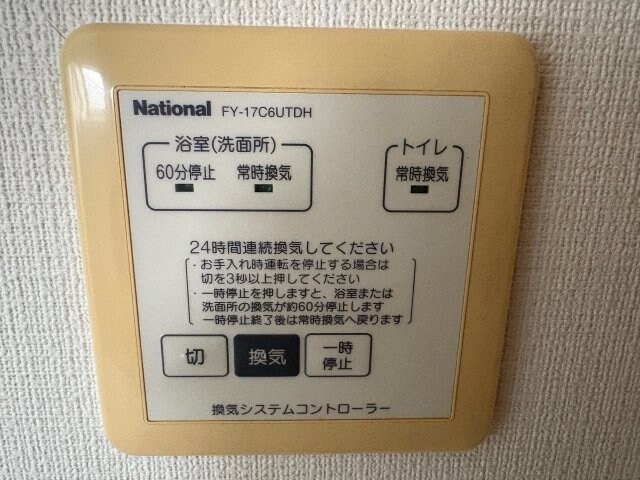 National FY-17C6UTDH
浴室(洗面所)
60分停止 常時換気
トイレ
常時換気
24時間連続換気してください
・お手入れ時運転を停止する場合は
切を3秒以上押してください
・一時停止を押しますと、浴室または
洗面所の換気が約60分停止します
一時停止終了後は常時換気へ戻ります
切 換気 一時
停止
換気システムコントローラー